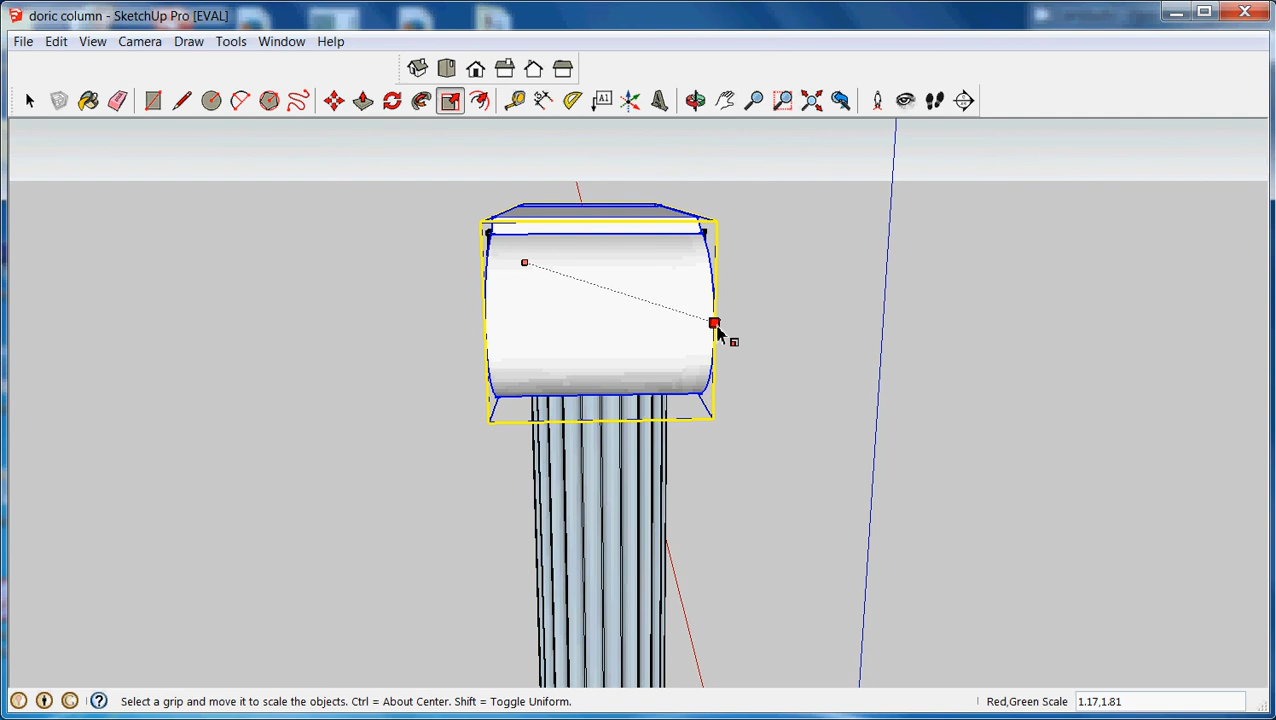 doric column - SketchUp Pro [EVAL]
File Edit View Camera Draw Tools Window Help
A1
Select a grip and move it to scale the objects. Ctrl = About Center. Shift = Toggle Uniform. Red,Green Scale 1.17,1.81